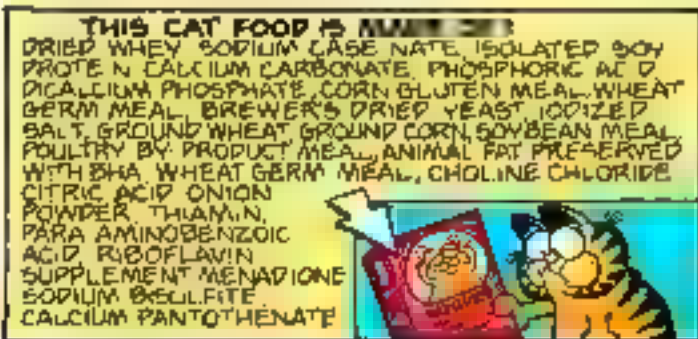 THIS CAT FOOD IS
DRIED WHEY SODIUM CASE NATE, ISOLATED SOY
PROTE N CALCIUM CARBONATE, PHOSPHORIC AC D
DICALCIUM PHOSPHATE, CORN GLUTEN MEAL, WHEAT
GERM MEAL, BREWER'S DRIED YEAST, IODIZED
SALT, GROUND WHEAT GROUND CORN, SOYBEAN MEAL,
POULTRY BY PRODUCT MEAL, ANIMAL FAT PRESERVED
WITH BHA, WHEAT GERM MEAL, CHOLINE CHLORIDE
CITRIC ACID ONION
POWDER, THIAMIN,
PARA AMINOBENZOIC
ACID RIBOFLAVIN
SUPPLEMENT MENADIONE
SODIUM BISULFITE
CALCIUM PANTOTHENATE